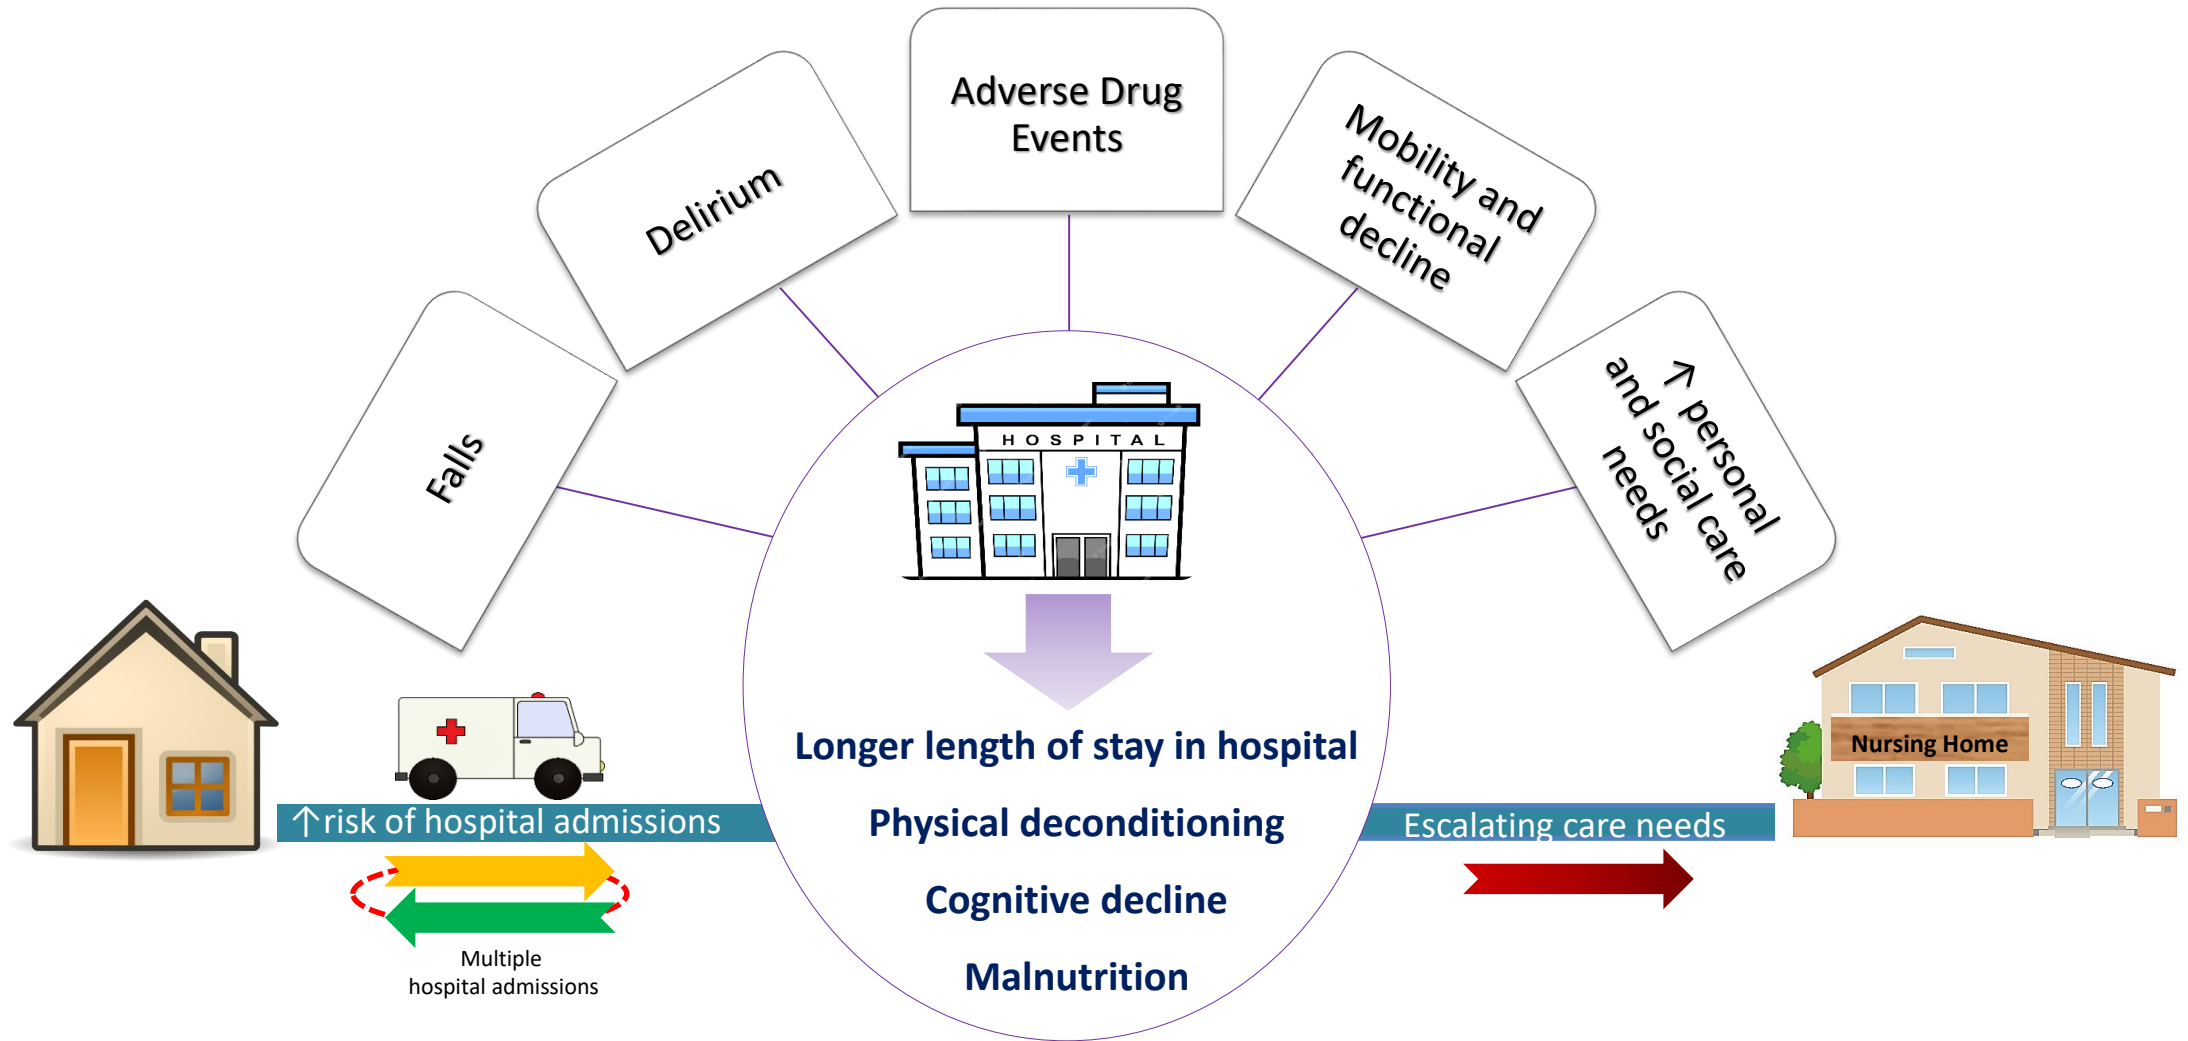 Adverse Drug
Events
Delirium
Mobility and
functional
decline
Falls
↑ personal
and social care
needs
HOSPITAL
Longer length of stay in hospital
Physical deconditioning
Cognitive decline
Malnutrition
↑risk of hospital admissions
Multiple
hospital admissions
Escalating care needs
Nursing Home